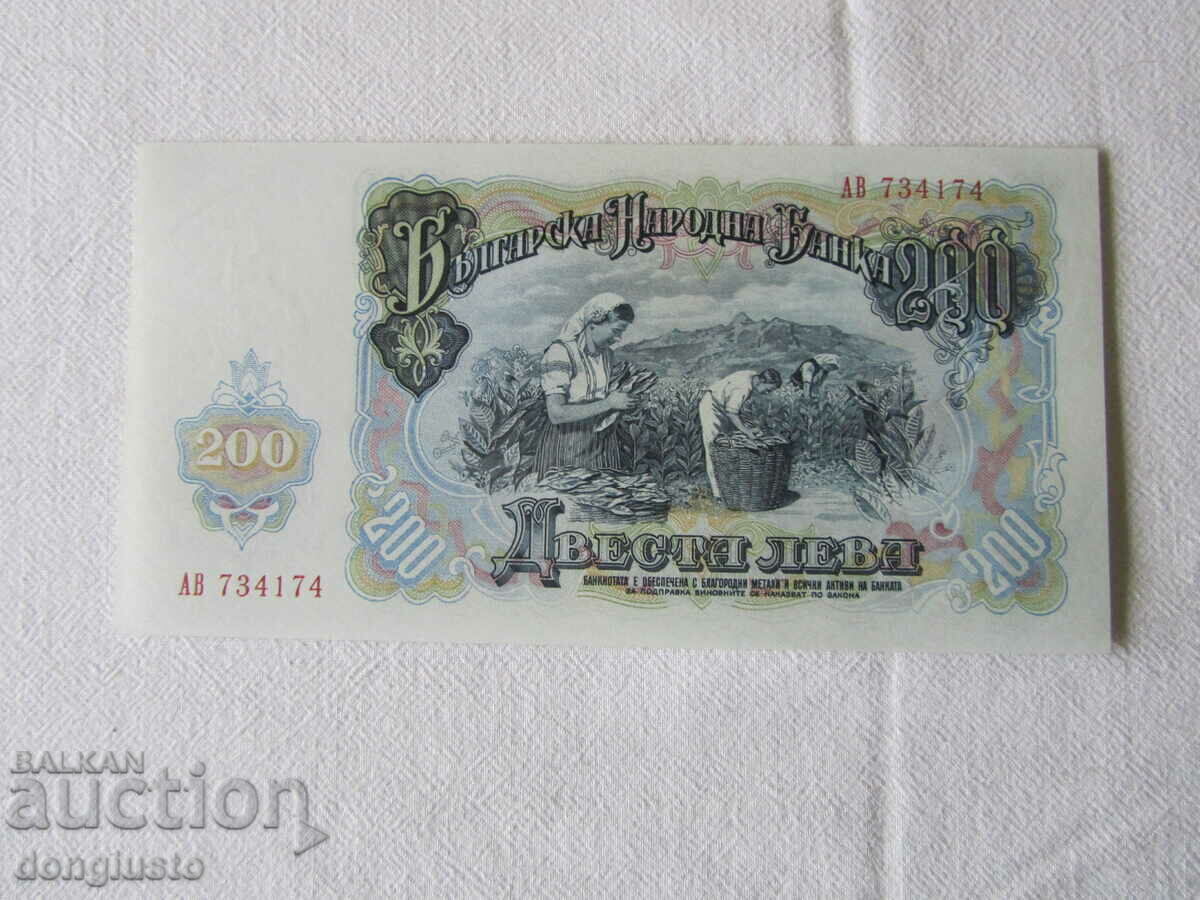 АВ 734174
Българска Народна Банка 200
200
200
Двеста лева
200
БАНКНОТАТА Е ОБЕСПЕЧЕНА С БЛАГОРОДНИ МЕТАЛИ И ВСИЧКИ АКТИВИ НА БАНКАТА
ЗА ПОДПРАВКА ВИНОВНИТЕ СЕ НАКАЗВАТ ПО ЗАКОНА
АВ 734174
BALKAN
auction
dongiusto